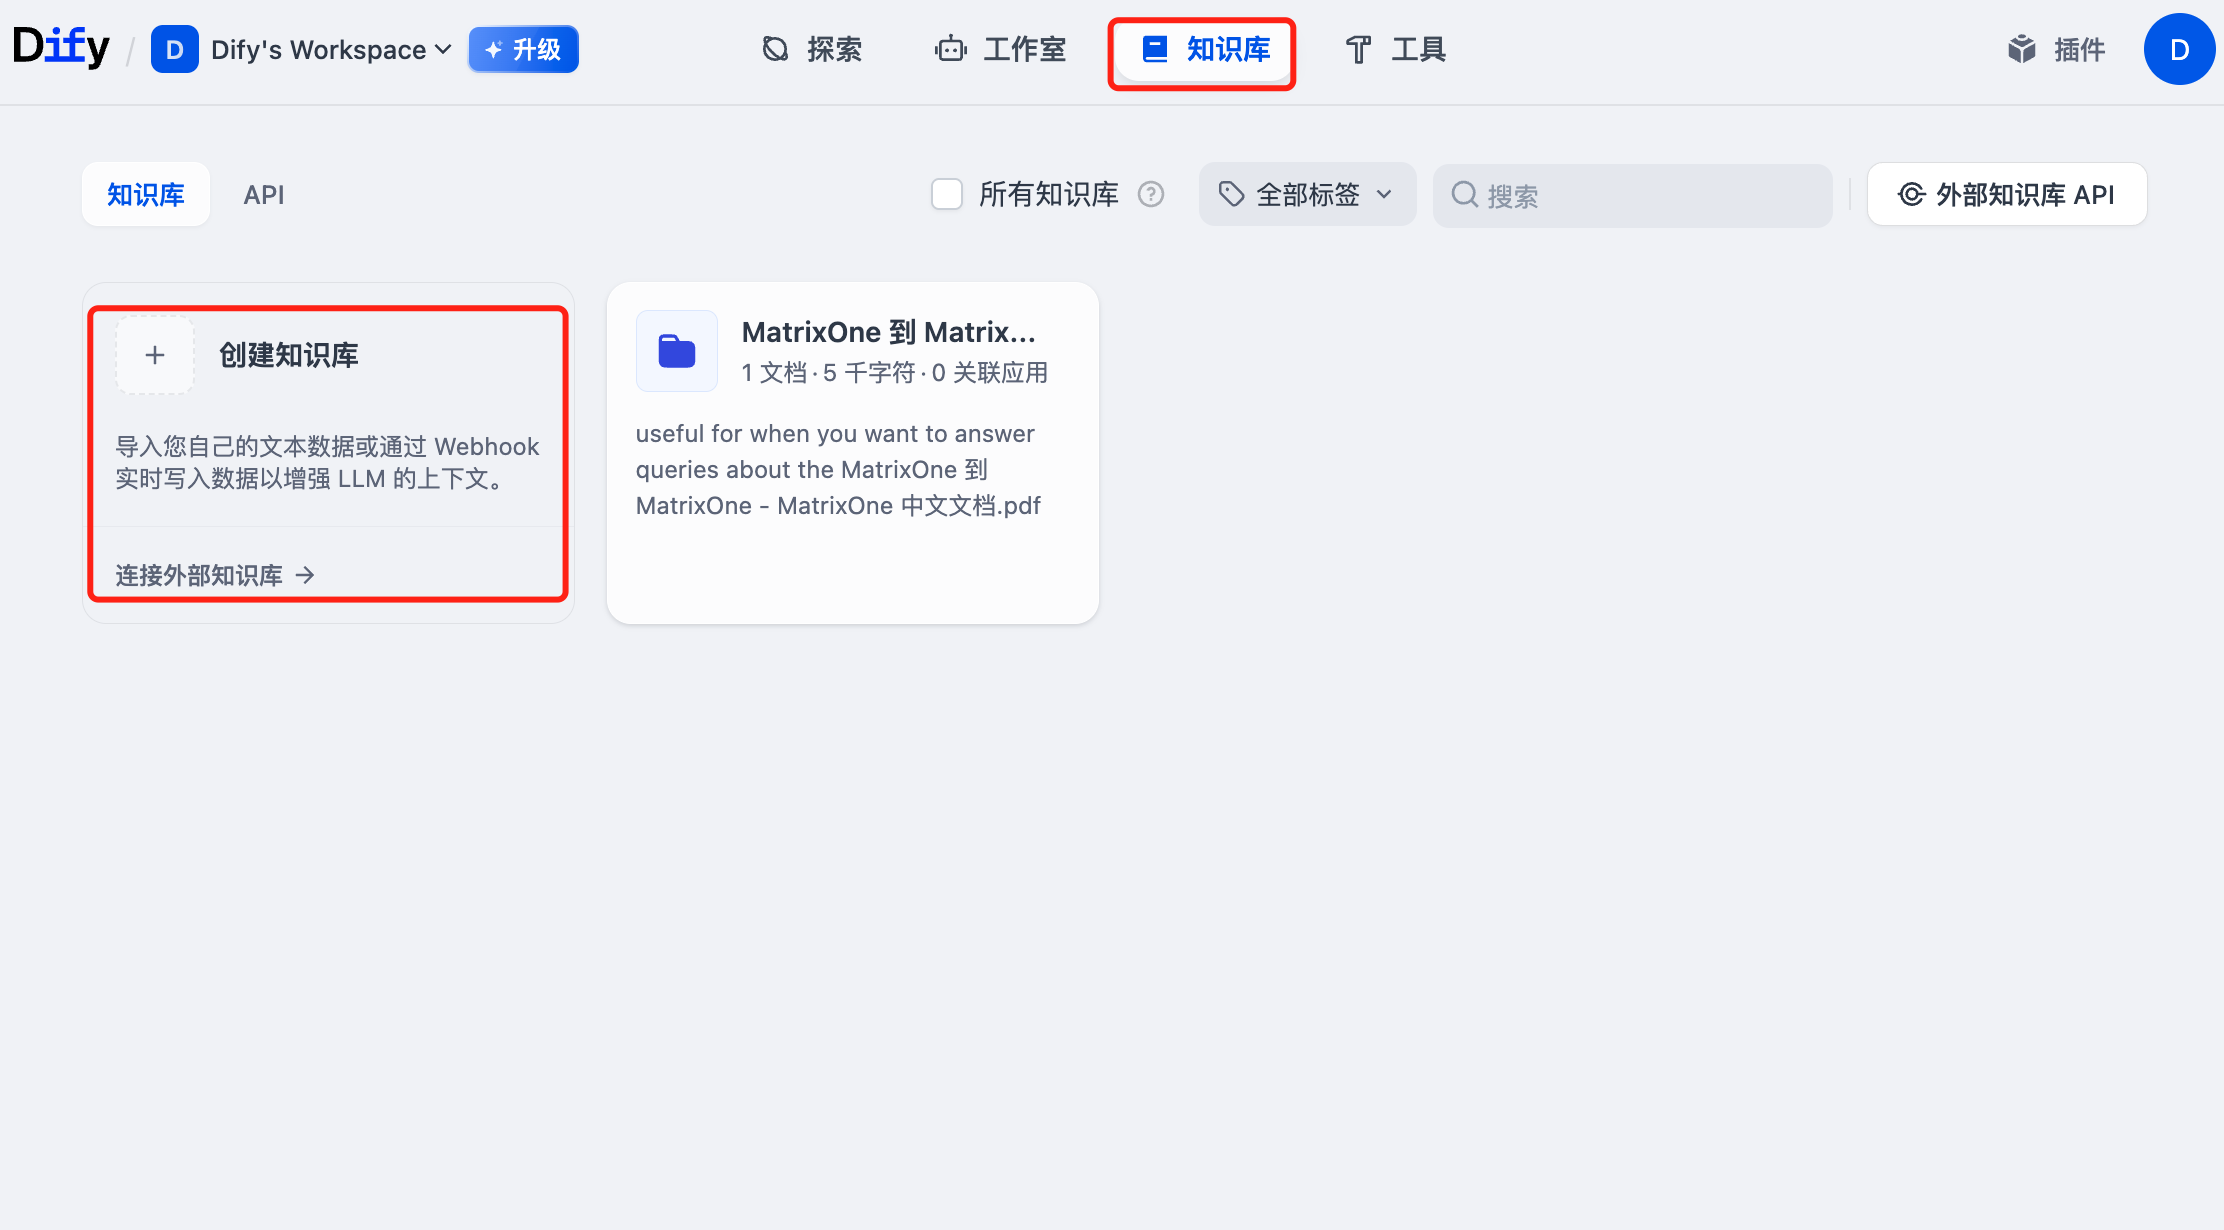 Dify / D Dify's Workspace 升级 探索 工作室 知识库 工具 插件 D
知识库 API 所有知识库 全部标签 搜索 外部知识库 API
创建知识库
导入您自己的文本数据或通过 Webhook
实时写入数据以增强 LLM 的上下文。
连接外部知识库 →
MatrixOne 到 Matrix...
1 文档 · 5 千字符 · 0 关联应用
useful for when you want to answer
queries about the MatrixOne 到
MatrixOne - MatrixOne 中文文档.pdf